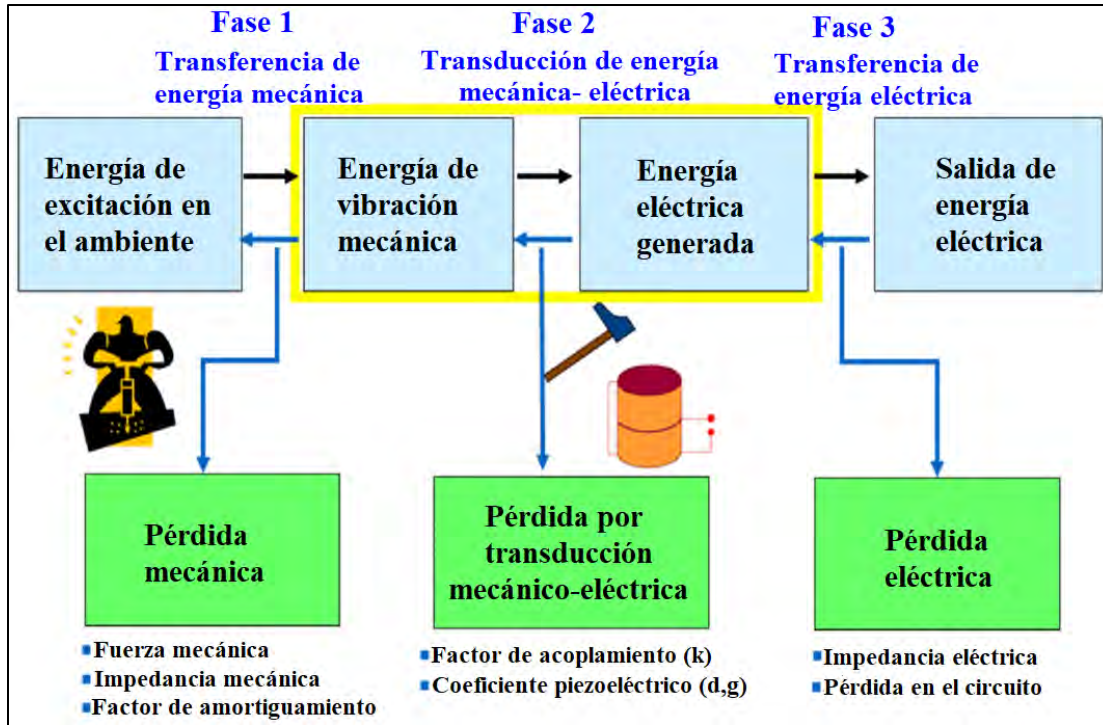 Fase 1
Transferencia de
energía mecánica
Fase 2
Transducción de energía
mecánica- eléctrica
Fase 3
Transferencia de
energía eléctrica
Energía de
excitación en
el ambiente
Energía de
vibración
mecánica
Energía
eléctrica
generada
Salida de
energía
eléctrica
Pérdida
mecánica
Pérdida por
transducción
mecánico-eléctrica
Pérdida
eléctrica
Fuerza mecánica
Impedancia mecánica
Factor de amortiguamiento
Factor de acoplamiento (k)
Coeficiente piezoeléctrico (d,g)
Impedancia eléctrica
Pérdida en el circuito